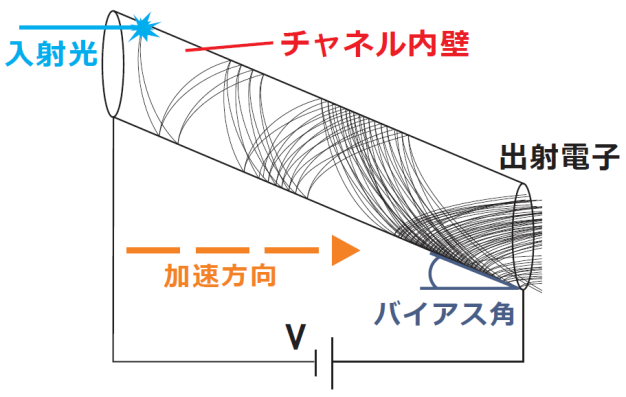 入射光
チャネル内壁
出射電子
加速方向
バイアス角
V